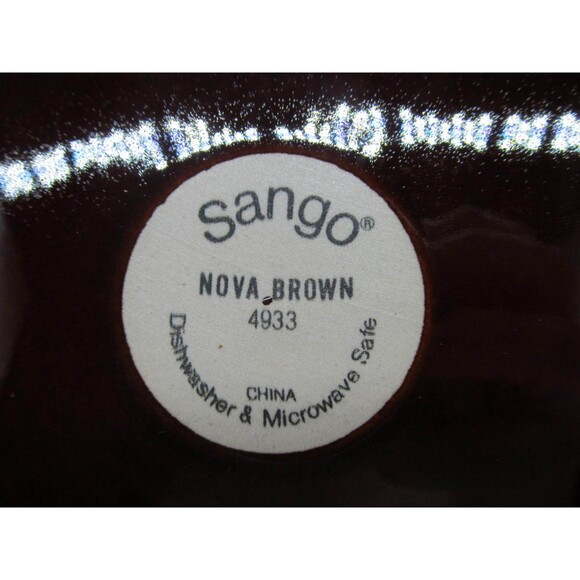 Sango®
NOVA BROWN
4933
CHINA
Dishwasher & Microwave Safe